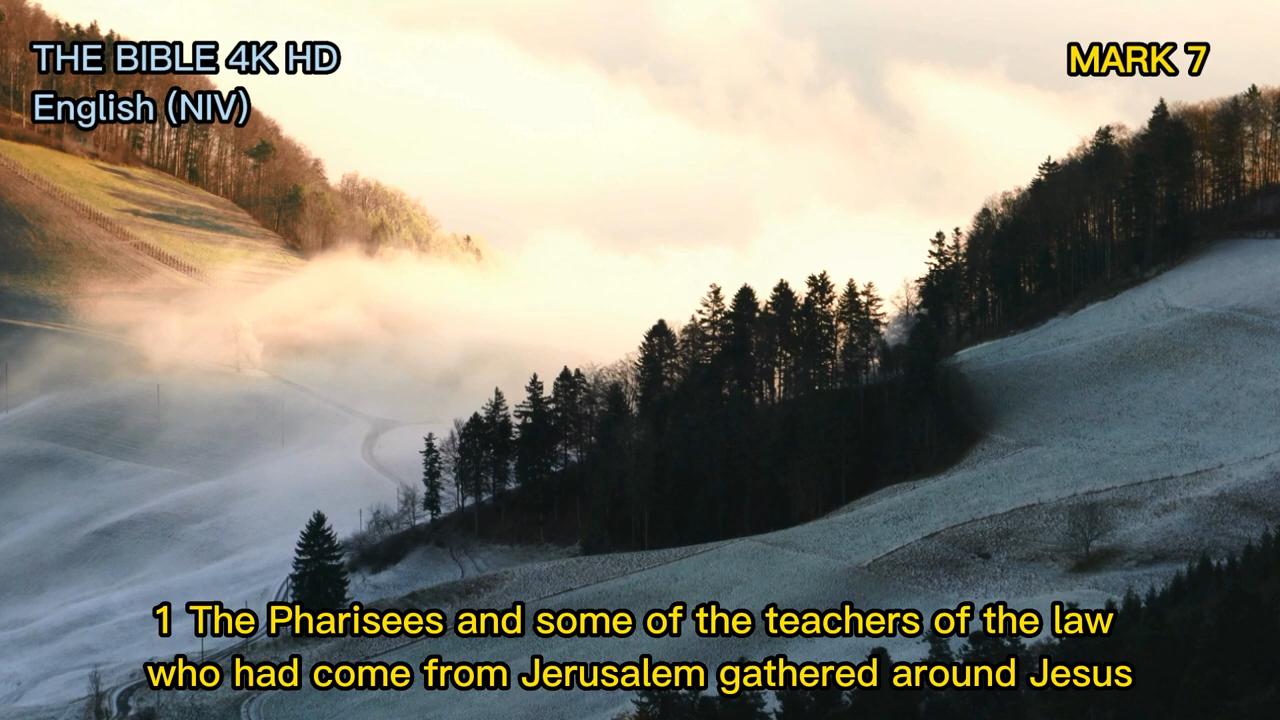 THE BIBLE 4K HD
English (NIV)
MARK 7
1 The Pharisees and some of the teachers of the law
who had come from Jerusalem gathered around Jesus